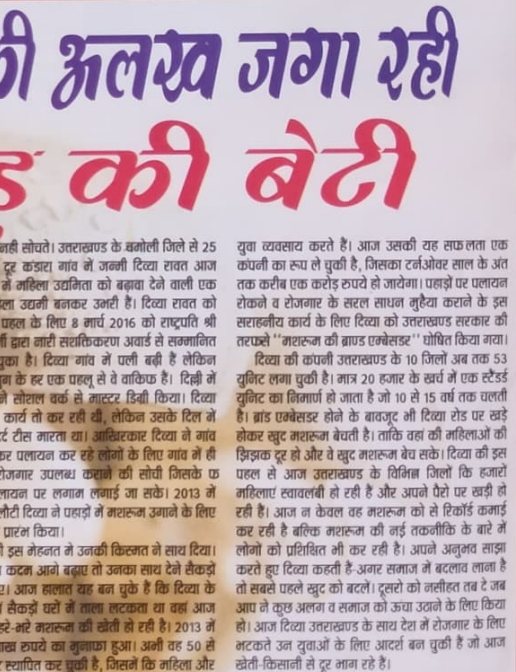 की अलख जगा रही
की बेटी
नही सोचते। उत्तराखण्ड के चमोली जिले से 25
दूर कंडारा गांव में जन्मी दिव्या रावत आज
में महिला उद्यमिता को बढ़ावा देने वाली एक
ला उद्यमी बनकर उभरी हैं। दिव्या रावत को
पहल के लिए 8 मार्च 2016 को राष्ट्रपति श्री
र्जी द्वारा नारी सशक्तिकरण अवार्ड से सम्मानित
चुका है। दिव्या गांव में पली बढ़ी हैं लेकिन
के हर एक पहलू से वे वाकिफ हैं। दिल्ली में
ने सोशल वर्क से मास्टर डिग्री किया। दिव्या
कार्य तो कर रही थी, लेकिन उसके दिल में
टीस मारता था। आखिरकार दिव्या ने गांव
कर पलायन कर रहे लोगों के लिए गांव में ही
रोजगार उपलब्ध कराने की सोची जिसके फ
लायन पर लगाम लगाई जा सके। 2013 में
लौटी दिव्या ने पहाड़ों में मशरूम उगाने के लिए
प्रारंभ किया।
इस मेहनत में उनकी किस्मत ने साथ दिया।
कदम आगे बढ़ाए तो उनका साथ देने सैकड़ो
ए। आज हालात यह बन चुके हैं कि दिव्या के
सैकड़ों घरों में ताला लटकता था वहां आज
हरे-भरे मशरूम की खेती हो रही है। 2013 में
लाख रुपये का मुनाफा हुआ। अभी वह 50 से
स्थापित कर चुकी है, जिसमें कि महिला और
युवा व्यवसाय करते हैं। आज उसकी यह सफलता एक
कंपनी का रूप ले चुकी है, जिसका टर्नओवर साल के अंत
तक करीब एक करोड़ रुपये हो जायेगा। पहाड़ों पर पलायन
रोकने व रोजगार के सरल साधन मुहैया कराने के इस
सराहनीय कार्य के लिए दिव्या को उत्तराखण्ड सरकार की
तरफसे "मशरूम की ब्राण्ड एम्बेसडर" घोषित किया गया।
दिव्या की कंपनी उत्तराखण्ड के 10 जिलों अब तक 53
यूनिट लगा चुकी है। मात्र 20 हजार के खर्च में एक स्टैंडर्ड
यूनिट का निमार्ण हो जाता है जो 10 से 15 वर्ष तक चलती
है। ब्रांड एम्बेसडर होने के बावजूद भी दिव्या रोड पर खड़े
होकर खुद मशरूम बेचती है। ताकि वहां की महिलाओं की
झिझक दूर हो और वे खुद मशरूम बेच सके। दिव्या की इस
पहल से आज उत्तराखण्ड के विभिन्न जिलों कि हजारों
महिलाएं स्वावलंबी हो रही हैं और अपने पैरो पर खड़ी हो
रही हैं। आज न केवल वह मशरूम को से रिकॉर्ड कमाई
कर रही है बल्कि मशरूम की नई तकनीकि के बारे में
लोगों को प्रशिक्षित भी कर रही है। अपने अनुभव साझा
करते हुए दिव्या कहती हैं-अगर समाज में बदलाव लाना है
तो सबसे पहले खुद को बदलें। दूसरो को नसीहत तब दे जब
आप ने कुछ अलग व समाज को ऊंचा उठाने के लिए किया
हो। आज दिव्या उत्तराखण्ड के साथ देश में रोजगार के लिए
भटकते उन युवाओं के लिए आदर्श बन चुकी हैं जो आज
खेती-किसानी से दूर भाग रहे हैं।